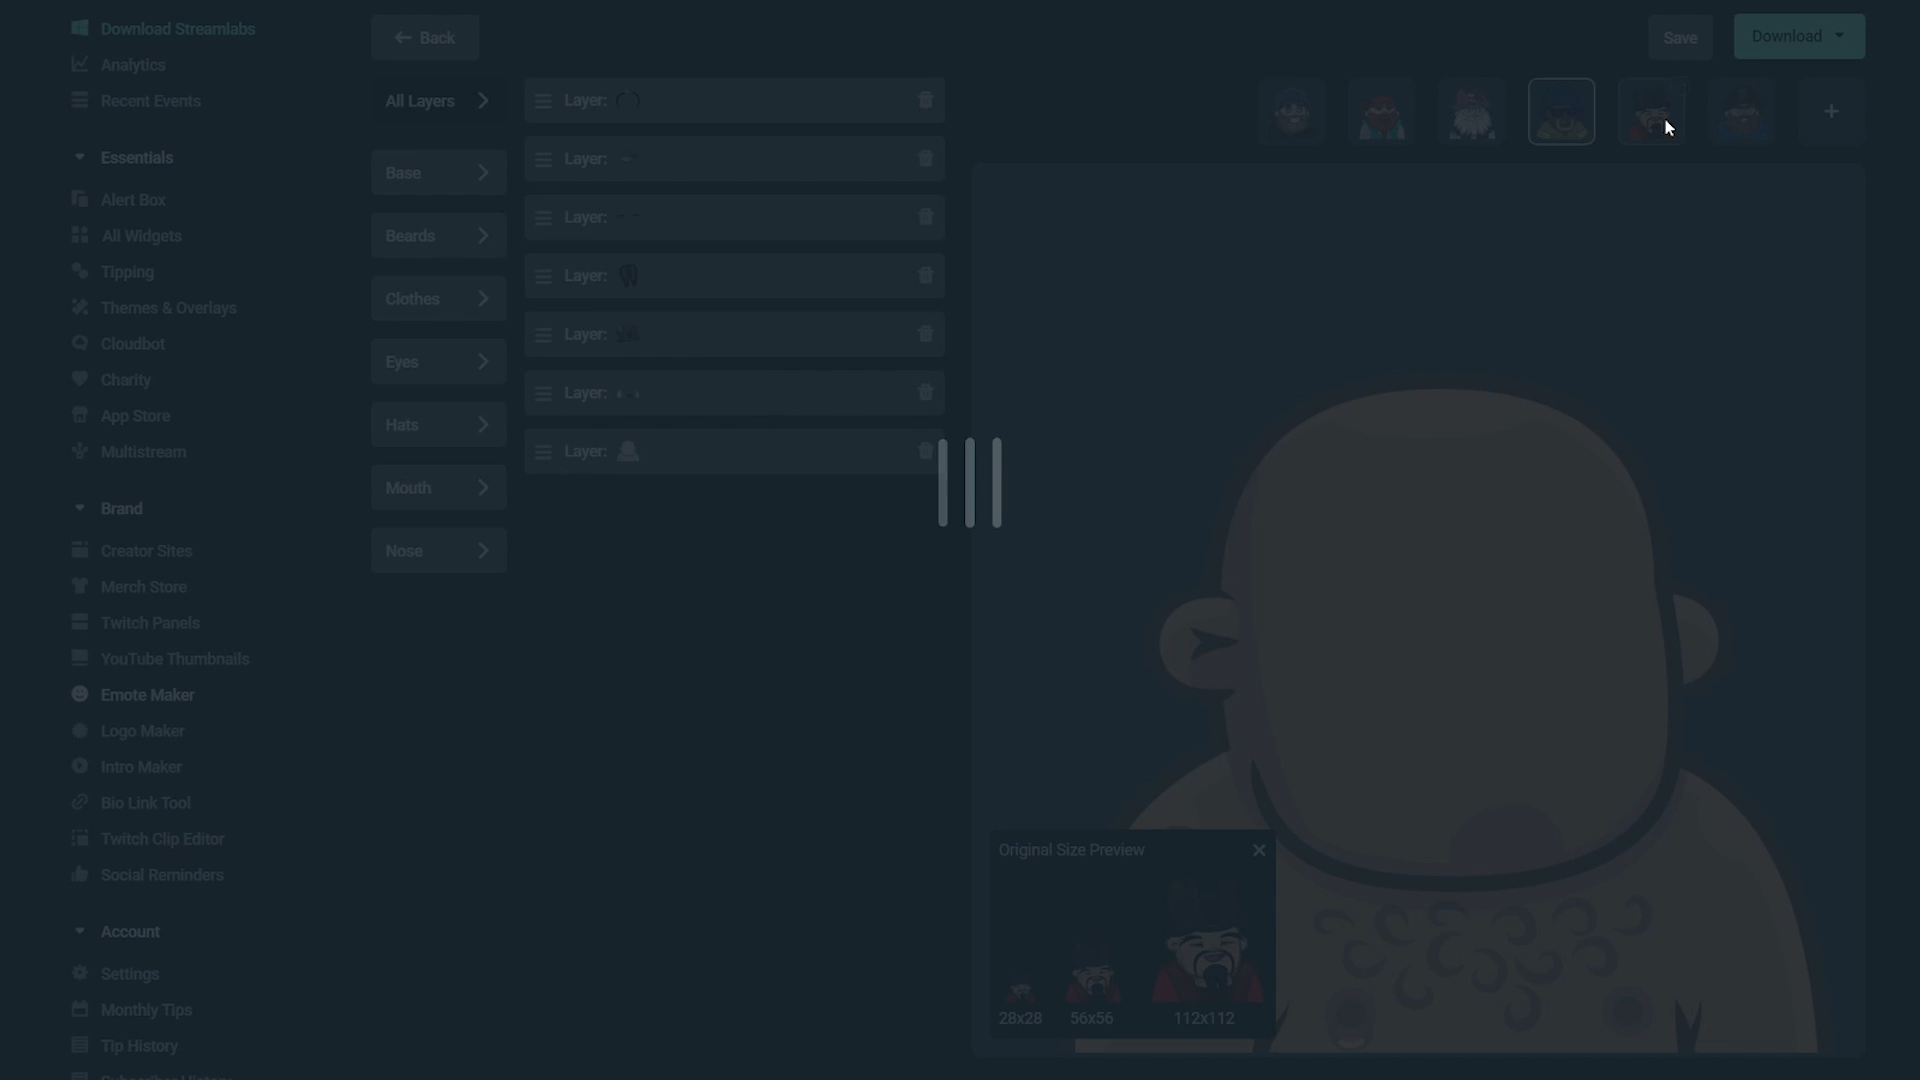 Download Streamlabs
Analytics
Recent Events
Essentials
Alert Box
All Widgets
Tipping
Themes & Overlays
Cloudbot
Charity
App Store
Multistream
Brand
Creator Sites
Merch Store
Twitch Panels
YouTube Thumbnails
Emote Maker
Logo Maker
Intro Maker
Bio Link Tool
Twitch Clip Editor
Social Reminders
Account
Settings
Monthly Tips
Tip History
Back
All Layers
Base
Beards
Clothes
Eyes
Hats
Mouth
Nose
Layer:
Layer:
Layer:
Layer:
Layer:
Layer:
Layer:
Save
Download
Original Size Preview
28x28
56x56
112x112